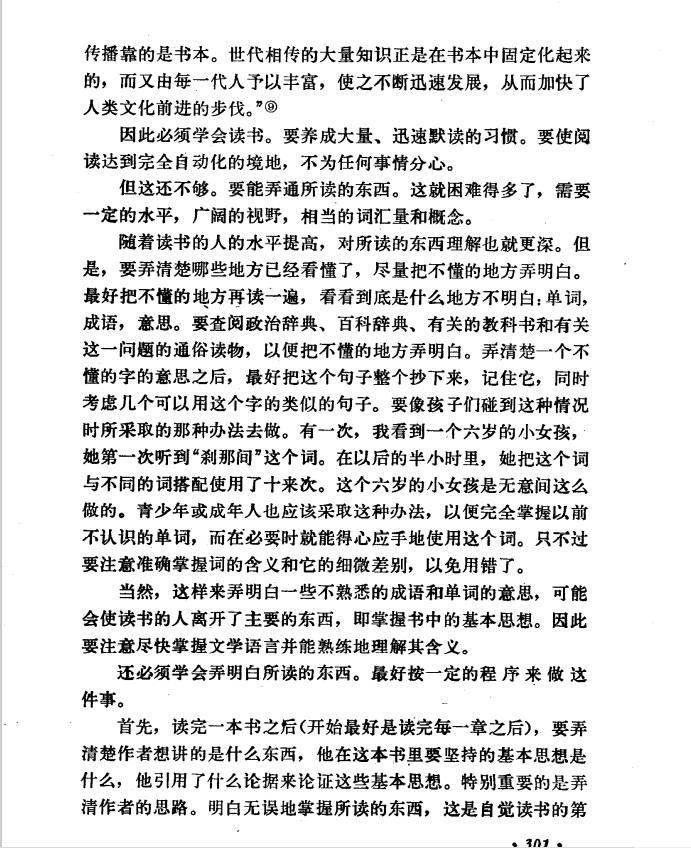 传播靠的是书本。世代相传的大量知识正是在书本中固定化起来
的，而又由每一代人予以丰富，使之不断迅速发展，从而加快了
人类文化前进的步伐。”⑨
因此必须学会读书。要养成大量、迅速默读的习惯。要使阅
读达到完全自动化的境地，不为任何事情分心。
但这还不够。要能弄通所读的东西。这就困难得多了，需要
一定的水平，广阔的视野，相当的词汇量和概念。
随着读书的人的水平提高，对所读的东西理解也就更深。但
是，要弄清楚哪些地方已经看懂了，尽量把不懂的地方弄明白。
最好把不懂的地方再读一遍，看看到底是什么地方不明白：单词，
成语，意思。要查阅政治辞典、百科辞典、有关的教科书和有关
这一问题的通俗读物，以便把不懂的地方弄明白。弄清楚一个不
懂的字的意思之后，最好把这个句子整个抄下来，记住它，同时
考虑几个可以用这个字的类似的句子。要像孩子们碰到这种情况
时所采取的那种办法去做。有一次，我看到一个六岁的小女孩，
她第一次听到“刹那间”这个词。在以后的半小时里，她把这个词
与不同的词搭配使用了十来次。这个六岁的小女孩是无意间这么
做的。青少年或成年人也应该采取这种办法，以便完全掌握以前
不认识的单词，而在必要时就能得心应手地使用这个词。只不过
要注意准确掌握词的含义和它的细微差别，以免用错了。
当然，这样来弄明白一些不熟悉的成语和单词的意思，可能
会使读书的人离开了主要的东西，即掌握书中的基本思想。因此
要注意尽快掌握文学语言并能熟练地理解其含义。
还必须学会弄明白所读的东西。最好按一定的程序来做这
件事。
首先，读完一本书之后（开始最好是读完每一章之后），要弄
清楚作者想讲的是什么东西，他在这本书里要坚持的基本思想是
什么，他引用了什么论据来论证这些基本思想。特别重要的是弄
清作者的思路。明白无误地掌握所读的东西，这是自觉读书的第
·301·